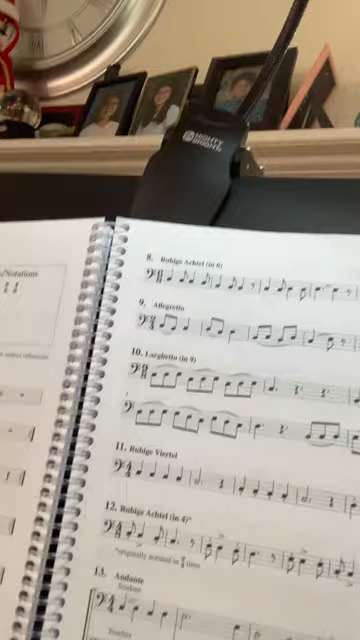 MIGHTY
BRIGHT
8. Ruhige Achtel (in 6)
/Notations
9. Allegretto
10. Larghetto (in 9)
11. Ruhige Viertel
12. Ruhige Achtel (in 4)*
*originally notated in
13. Andante
Student
Teacher